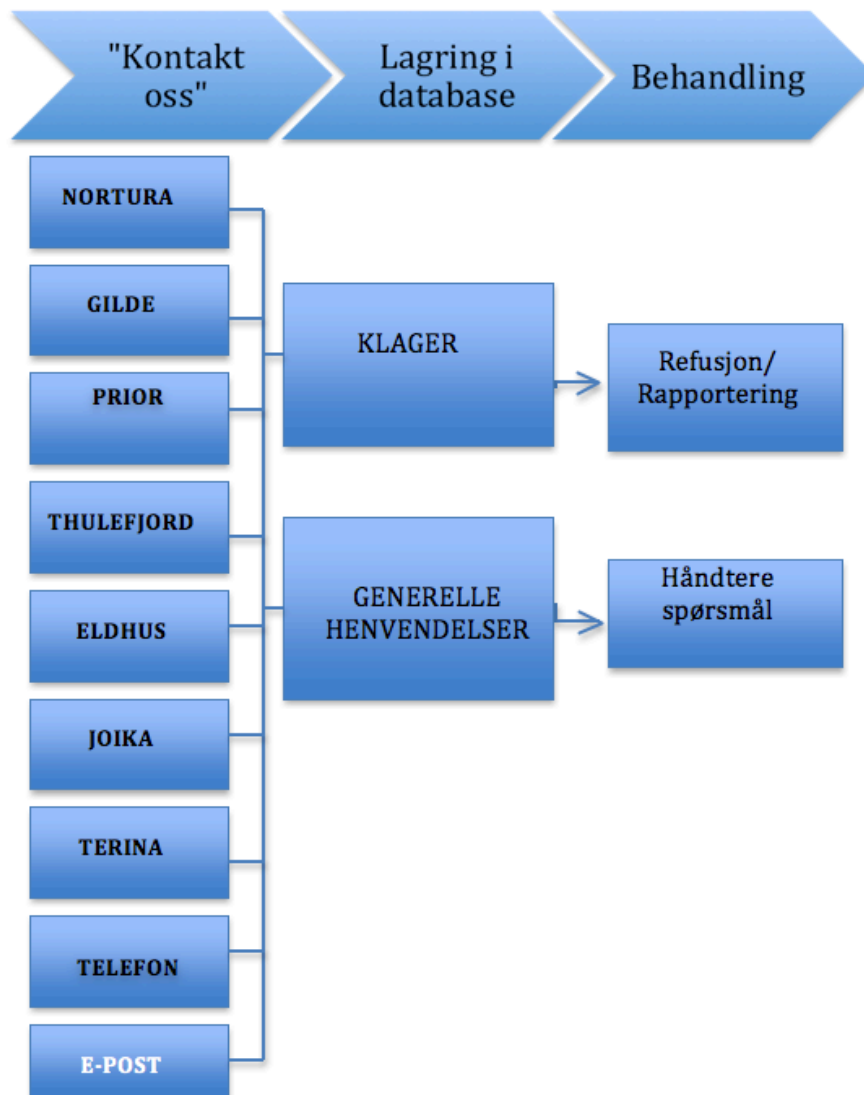 "Kontakt
oss"
Lagring i
database
Behandling
NORTURA
GILDE
PRIOR
THULEFJORD
ELDHUS
JOIKA
TERINA
TELEFON
E-POST
KLAGER
GENERELLE
HENVENDELSER
Refusjon/
Rapportering
Håndtere
spørsmål